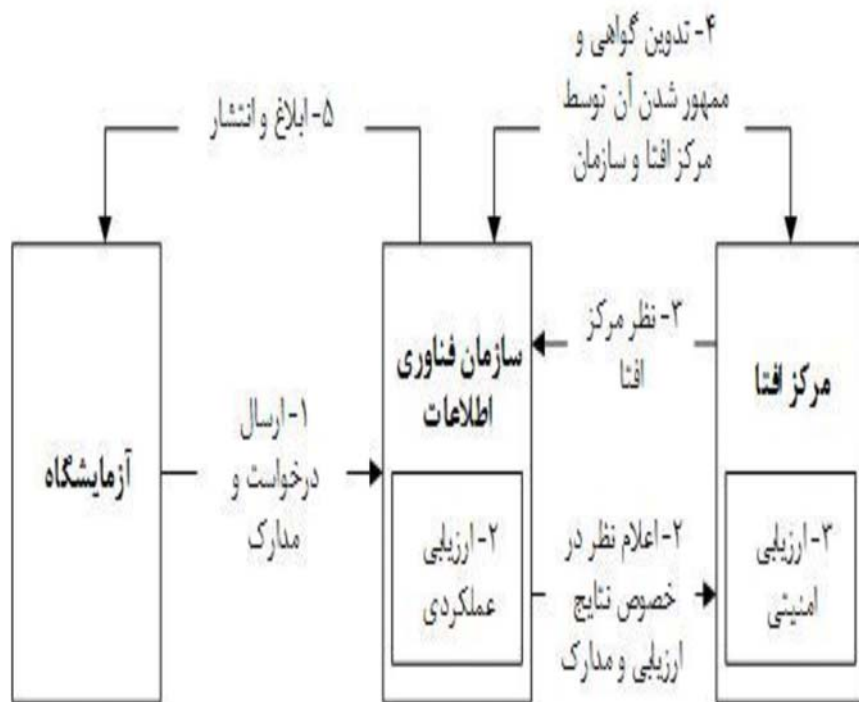 ۴- تدوین گواهی و
ممهور شدن آن توسط
مرکز افتا و سازمان
۵- ابلاغ و انتشار
مرکز افتا
۳- ارزیابی
امنیتی
۳- نظر مرکز
افتا
۲- اعلام نظر در
خصوص نتایج
ارزیابی و مدارک
سازمان فناوری
اطلاعات
۲- ارزیابی
عملکردی
۱- ارسال
درخواست و
مدارک
آزمایشگاه